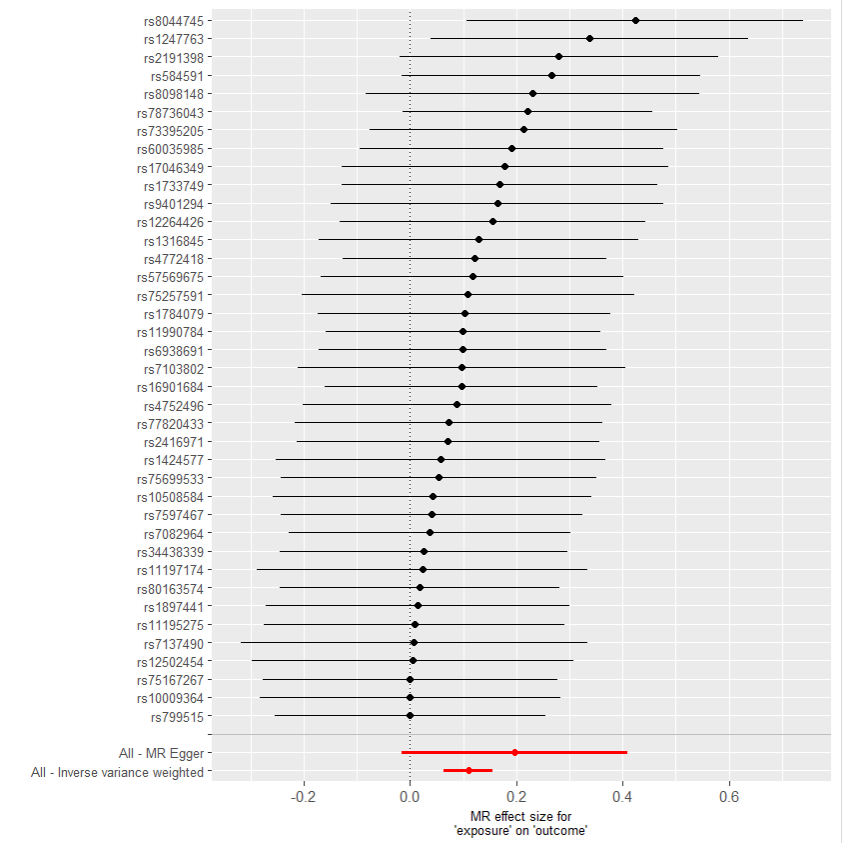 rs8044745
rs1247763
rs2191398
rs584591
rs8098148
rs78736043
rs73395205
rs60035985
rs17046349
rs1733749
rs9401294
rs12264426
rs1316845
rs4772418
rs57569675
rs75257591
rs1784079
rs11990784
rs6938691
rs7103802
rs16901684
rs4752496
rs77820433
rs2416971
rs1424577
rs75699533
rs10508584
rs7597467
rs7082964
rs34438339
rs11197174
rs80163574
rs1897441
rs11195275
rs7137490
rs12502454
rs75167267
rs10009364
rs799515
All - MR Egger
All - Inverse variance weighted
-0.2 0.0 0.2 0.4 0.6
MR effect size for
'exposure' on 'outcome'